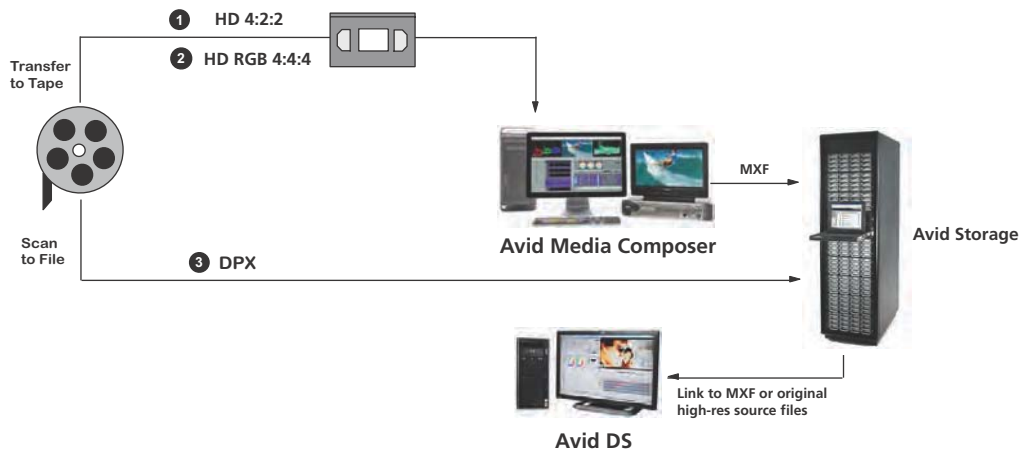 1 HD 4:2:2
2 HD RGB 4:4:4
Transfer
to Tape
MXF
Avid Media Composer
Avid Storage
Scan
to File
3 DPX
Link to MXF or original
high-res source files
Avid DS